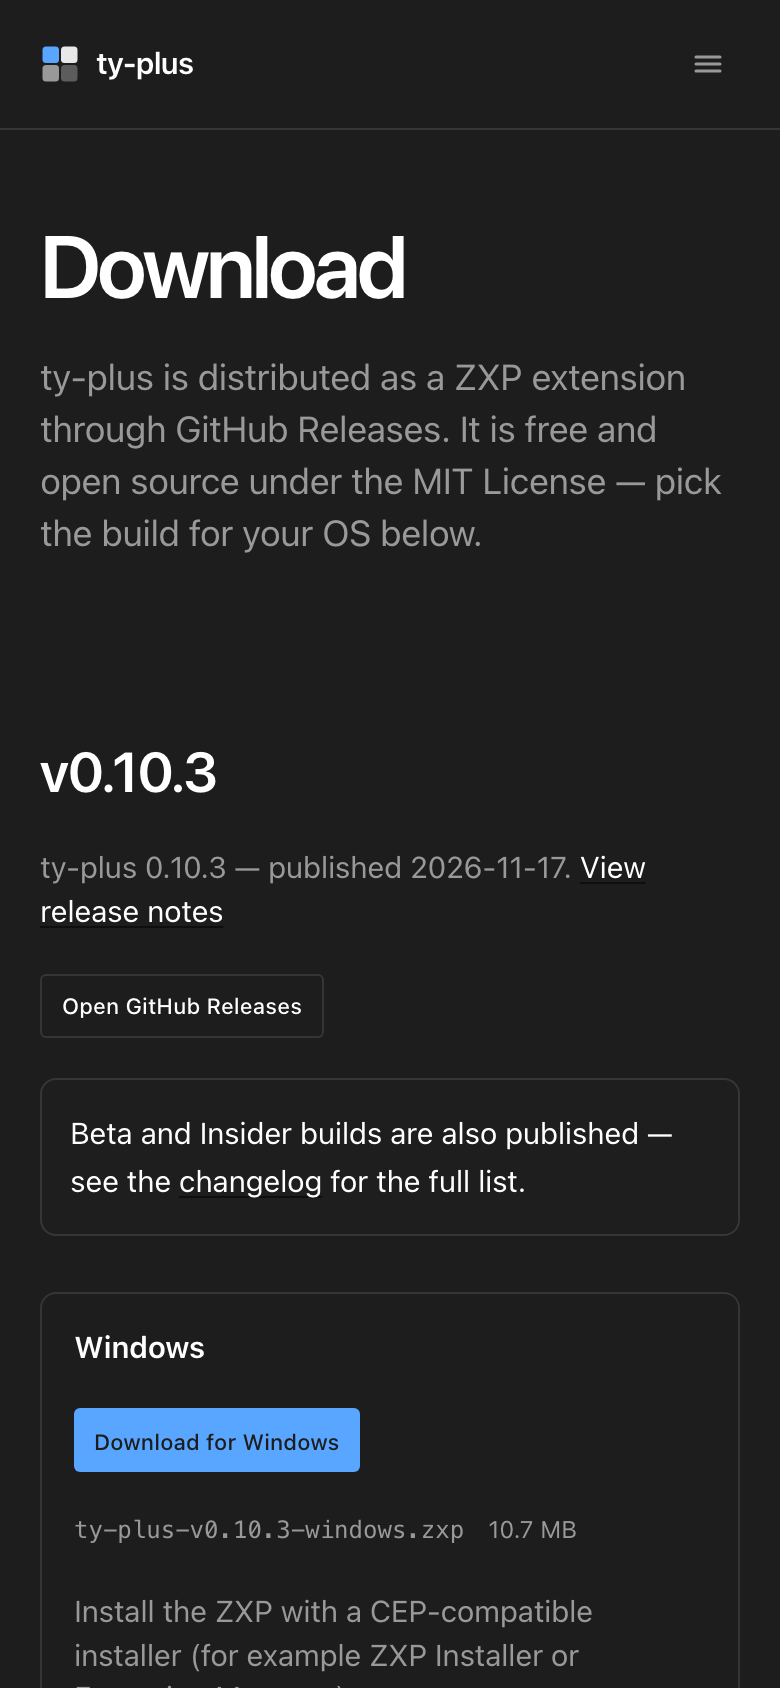 ty-plus
Download
ty-plus is distributed as a ZXP extension
through GitHub Releases. It is free and
open source under the MIT License — pick
the build for your OS below.
v0.10.3
ty-plus 0.10.3 — published 2026-11-17. View
release notes
Open GitHub Releases
Beta and Insider builds are also published —
see the changelog for the full list.
Windows
Download for Windows
ty-plus-v0.10.3-windows.zxp 10.7 MB
Install the ZXP with a CEP-compatible
installer (for example ZXP Installer or